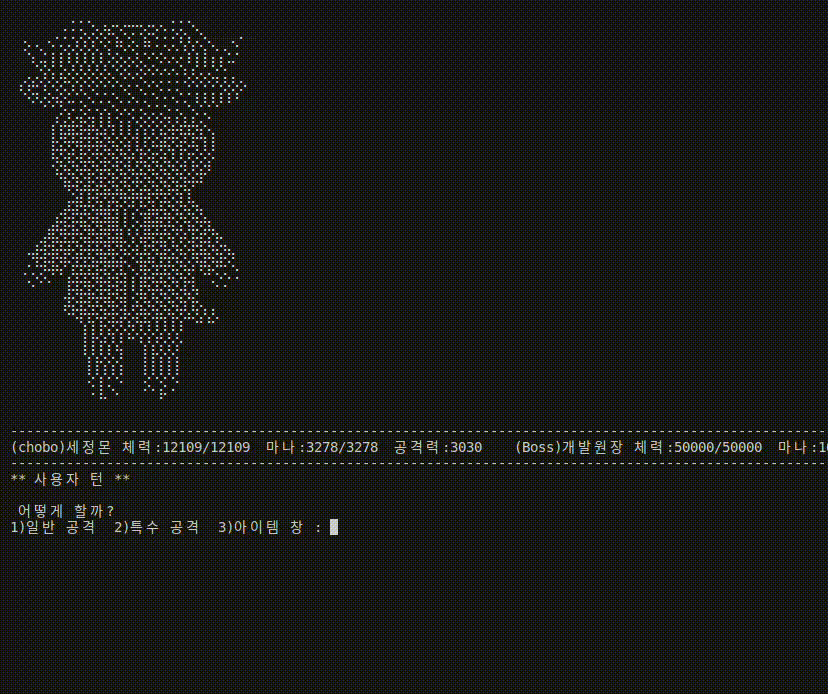 (chobo)세정몬 체력:12109/12109 마나:3278/3278 공격력:3030 (Boss)개발원장 체력:50000/50000 마나:10
** 사용자 턴 **
어떻게 할까?
1)일반 공격 2)특수 공격 3)아이템 창 :